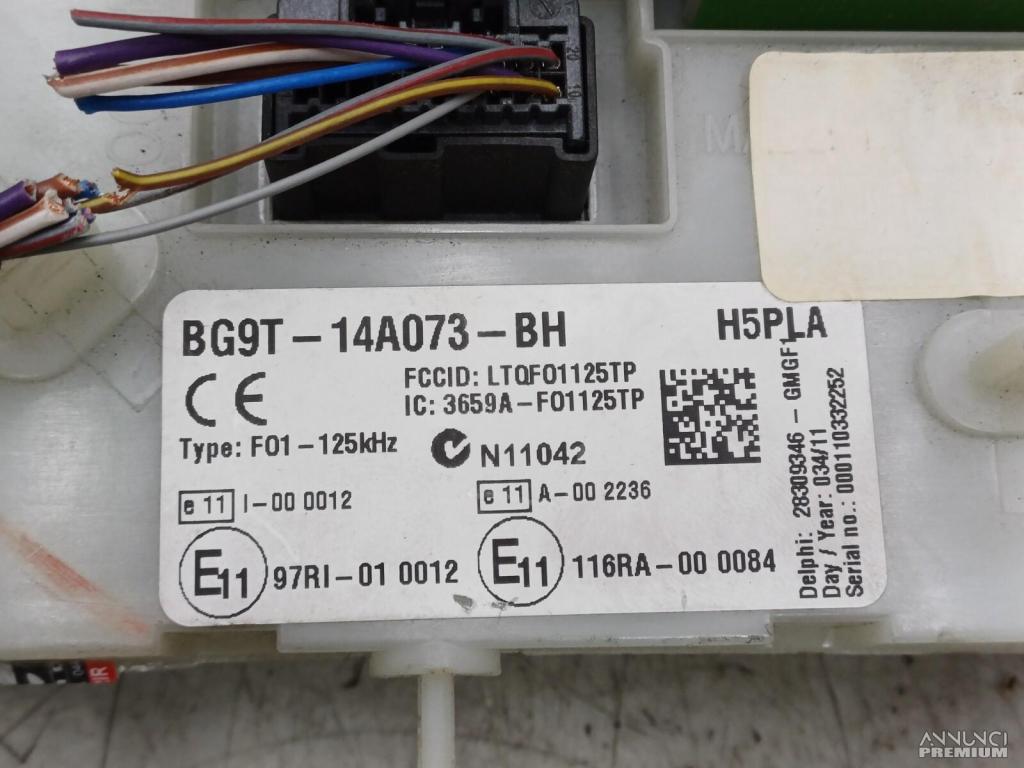 BG9T-14A073-BH
H5PLA
CE
FCCID: LTQF01125TP
IC: 3659A-F01125TP
Type: F01-125kHz
N11042
e 11 I-00 0012
e 11 A-00 2236
E11 97RI-01 0012
E11 116RA-00 0084
Delphi: 28309346-GMGF1
Day / Year: 034/11
Serial no.: 000110332252
ANNUNCI
PREMIUM